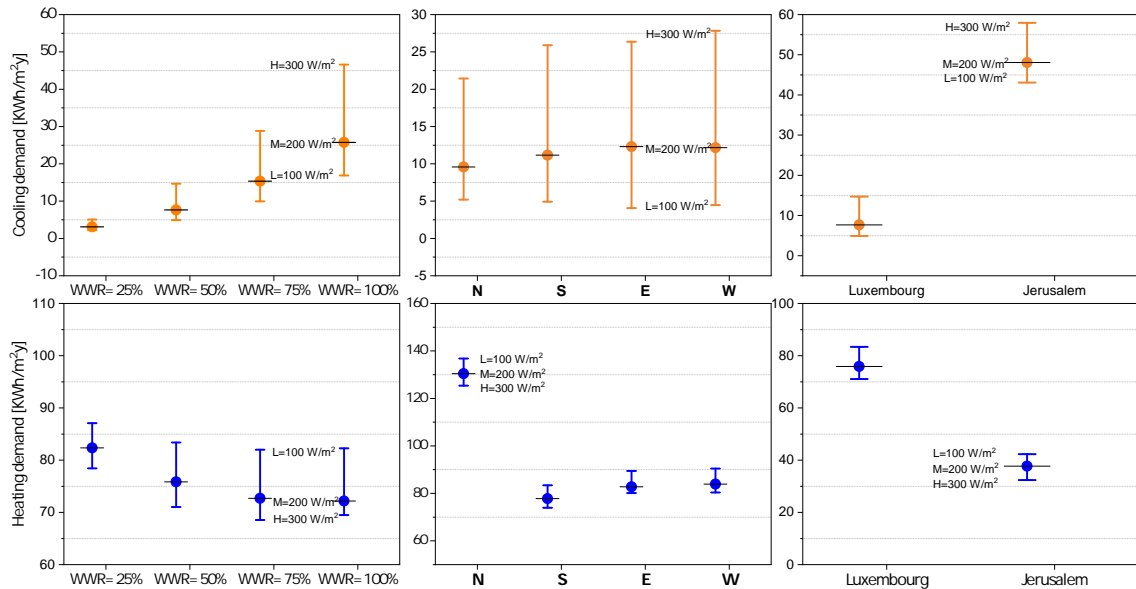 Cooling demand [KWh/m²y]
60
50
40
30
20
10
0
-10
H=300 W/m²
M=200 W/m²
L=100 W/m²
WWR= 25%
WWR= 50%
WWR= 75%
WWR= 100%
30
25
20
15
10
5
0
-5
H=300 W/m²
M=200 W/m²
L=100 W/m²
N
S
E
W
60
50
40
30
20
10
0
H=300 W/m²
M=200 W/m²
L=100 W/m²
Luxembourg
Jerusalem
Heating demand [KWh/m²y]
110
100
90
80
70
60
L=100 W/m²
M=200 W/m²
H=300 W/m²
WWR= 25%
WWR= 50%
WWR= 75%
WWR= 100%
160
140
120
100
80
60
L=100 W/m²
M=200 W/m²
H=300 W/m²
N
S
E
W
100
80
60
40
20
0
L=100 W/m²
M=200 W/m²
H=300 W/m²
Luxembourg
Jerusalem